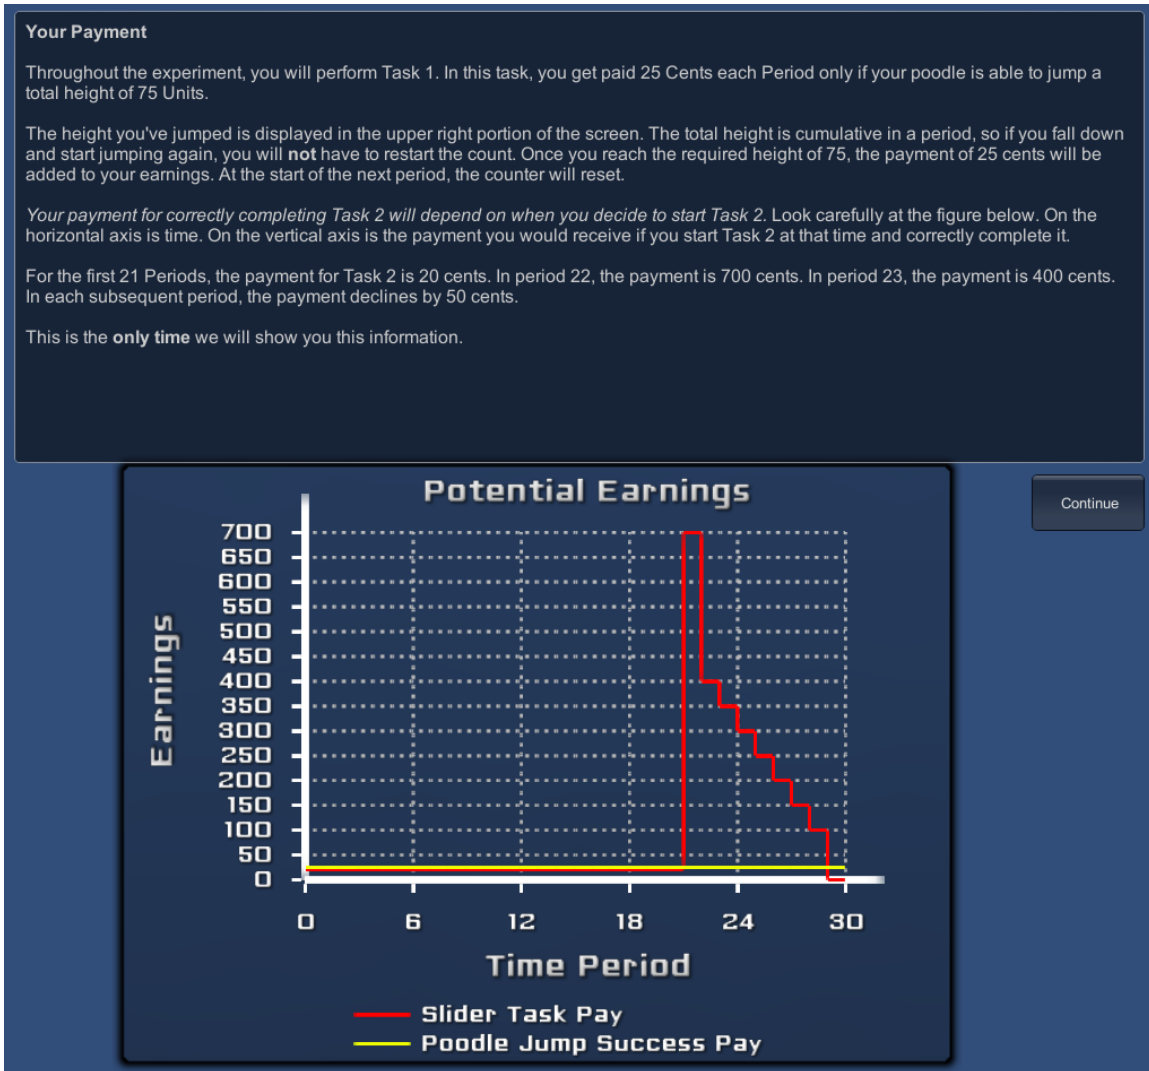 Your Payment
Throughout the experiment, you will perform Task 1. In this task, you get paid 25 Cents each Period only if your poodle is able to jump a
total height of 75 Units.
The height you've jumped is displayed in the upper right portion of the screen. The total height is cumulative in a period, so if you fall down
and start jumping again, you will not have to restart the count. Once you reach the required height of 75, the payment of 25 cents will be
added to your earnings. At the start of the next period, the counter will reset.
Your payment for correctly completing Task 2 will depend on when you decide to start Task 2. Look carefully at the figure below. On the
horizontal axis is time. On the vertical axis is the payment you would receive if you start Task 2 at that time and correctly complete it.
For the first 21 Periods, the payment for Task 2 is 20 cents. In period 22, the payment is 700 cents. In period 23, the payment is 400 cents.
In each subsequent period, the payment declines by 50 cents.
This is the only time we will show you this information.
Continue
Potential Earnings
Earnings
700
650
600
550
500
450
400
350
300
250
200
150
100
50
0
0 6 12 18 24 30
Time Period
Slider Task Pay
Poodle Jump Success Pay